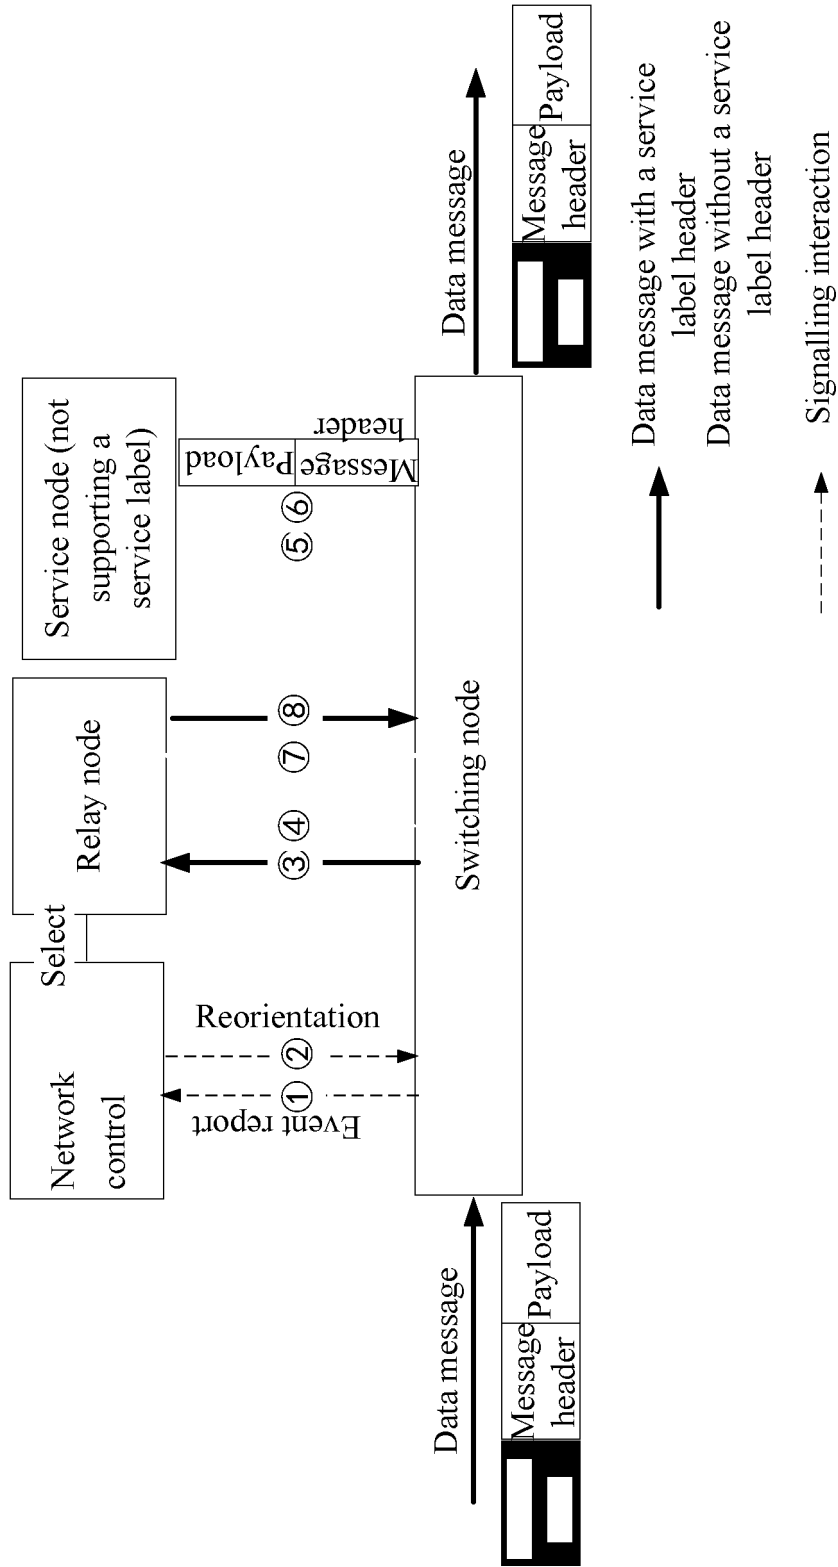 Network
control
Select
Relay node
Service node (not
supporting a
service label)
Event report
①
②
Reorientation
③
④
⑦
⑧
⑤
⑥
Payload
Message
header
Data message
Message
header
Payload
Switching node
Data message
Message
header
Payload
Data message with a service
label header
Data message without a service
label header
Signalling interaction